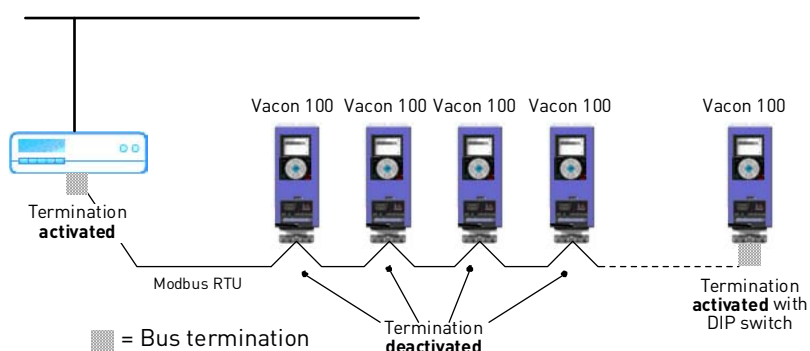 Vacon 100 Vacon 100 Vacon 100 Vacon 100 Vacon 100
Termination
activated
Modbus RTU
Termination
activated with
DIP switch
= Bus termination
Termination
deactivated